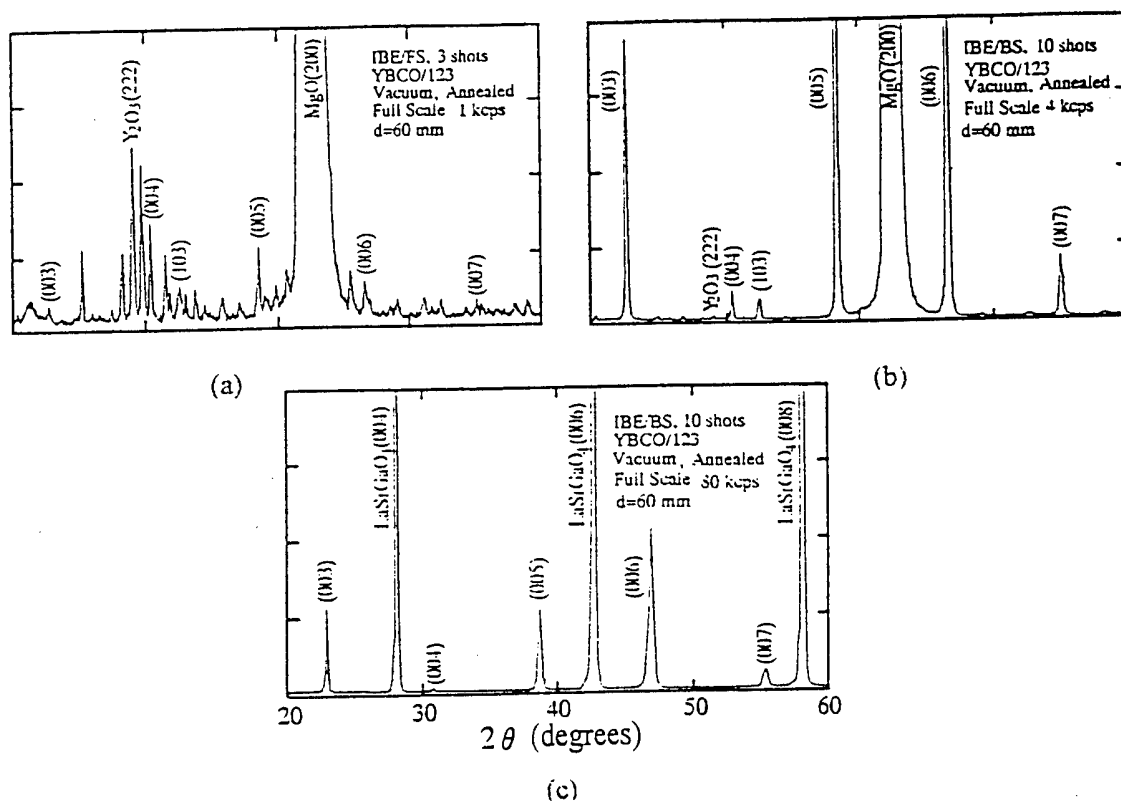 IBE/FS, 3 shots
YBCO/123
Vacuum, Annealed
Full Scale 1 kcps
d=60 mm
(003)
Y₂O₃(222)
(004)
(103)
(005)
MgO(200)
(006)
(007)
(a)
IBE/BS, 10 shots
YBCO/123
Vacuum, Annealed
Full Scale 4 kcps
d=60 mm
(003)
Y₂O₃(222)
(004)
(103)
(005)
MgO(200)
(006)
(007)
(b)
IBE/BS, 10 shots
YBCO/123
Vacuum, Annealed
Full Scale 80 kcps
d=60 mm
(003)
LaSrGaO₄(004)
(004)
(005)
LaSrGaO₄(006)
(006)
(007)
LaSrGaO₄(008)
20 30 40 50 60
2θ (degrees)
(c)